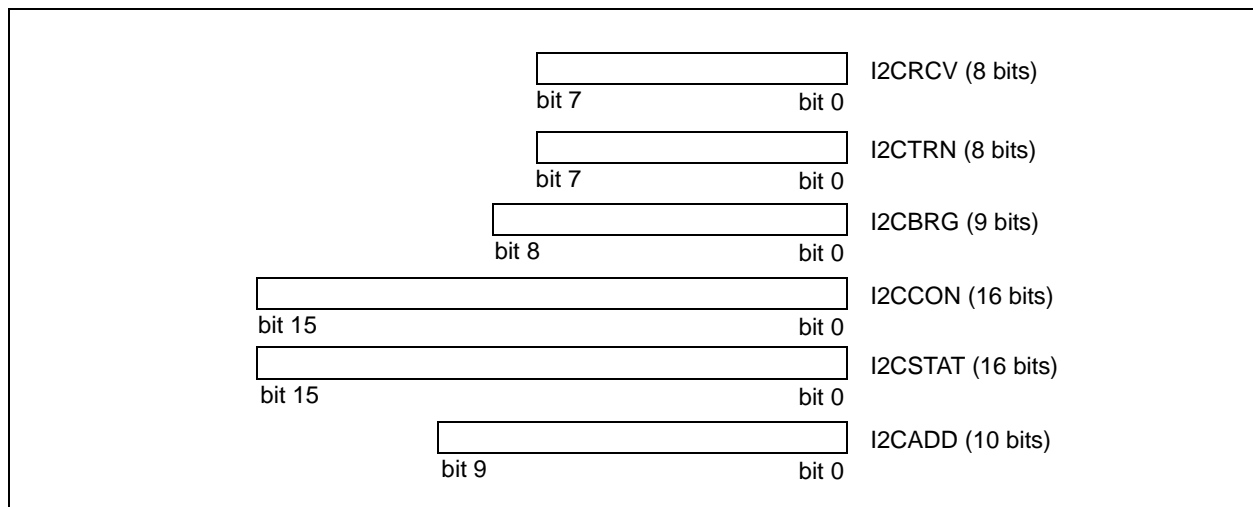 I2CRCV (8 bits)
bit 7 bit 0
I2CTRN (8 bits)
bit 7 bit 0
I2CBRG (9 bits)
bit 8 bit 0
I2CCON (16 bits)
bit 15 bit 0
I2CSTAT (16 bits)
bit 15 bit 0
I2CADD (10 bits)
bit 9 bit 0